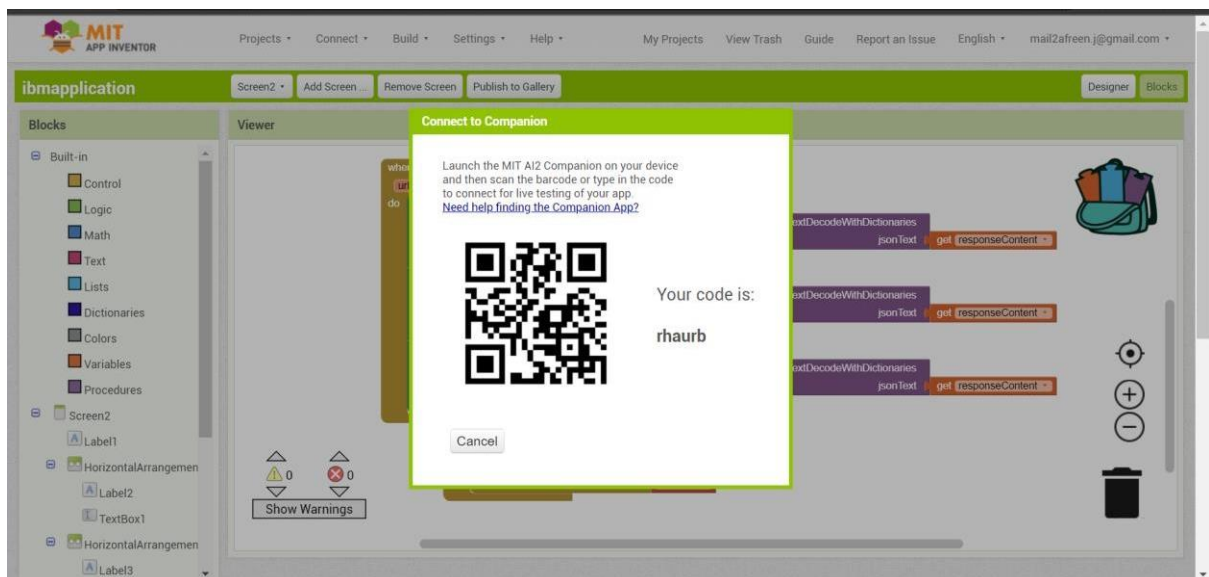 MIT
APP INVENTOR
Projects Connect Build Settings Help My Projects View Trash Guide Report an Issue English mail2afreen.j@gmail.com
ibmapplication Screen2 Add Screen ... Remove Screen Publish to Gallery Designer Blocks
Blocks
Built-in
Control
Logic
Math
Text
Lists
Dictionaries
Colors
Variables
Procedures
Screen2
Label1
HorizontalArrangemen
Label2
TextBox1
HorizontalArrangemen
Label3
Viewer
do
0 0
Show Warnings
Connect to Companion
Launch the MIT AI2 Companion on your device
and then scan the barcode or type in the code
to connect for live testing of your app.
Need help finding the Companion App?
Your code is:
rhaurb
Cancel
extDecodeWithDictionaries
jsonText get responseContent
extDecodeWithDictionaries
jsonText get responseContent
extDecodeWithDictionaries
jsonText get responseContent